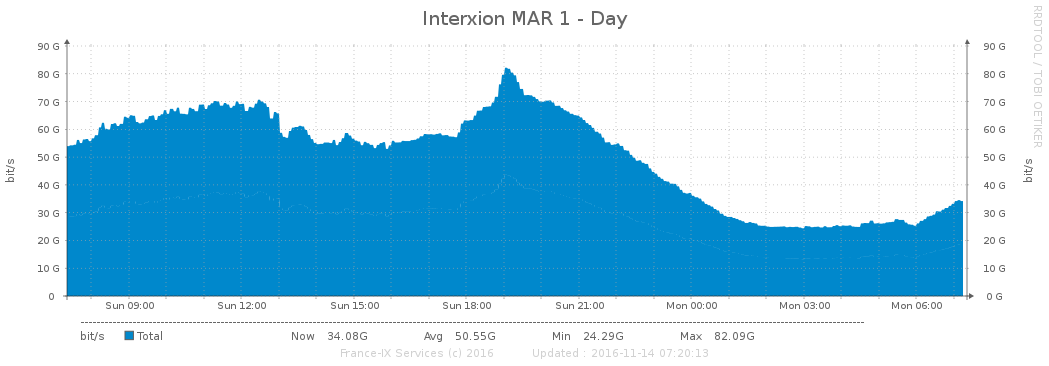 Interxion MAR 1 - Day
RRDTOOL / TOBI OETIKER
90 G 90 G
80 G 80 G
70 G 70 G
60 G 60 G
50 G 50 G
40 G 40 G
30 G 30 G
20 G 20 G
10 G 10 G
0 0 G
bit/s
bit/s
Sun 09:00 Sun 12:00 Sun 15:00 Sun 18:00 Sun 21:00 Mon 00:00 Mon 03:00 Mon 06:00
bit/s Total Now 34.08G Avg 50.55G Min 24.29G Max 82.09G
France-IX Services (c) 2016 Updated : 2016-11-14 07:20:13